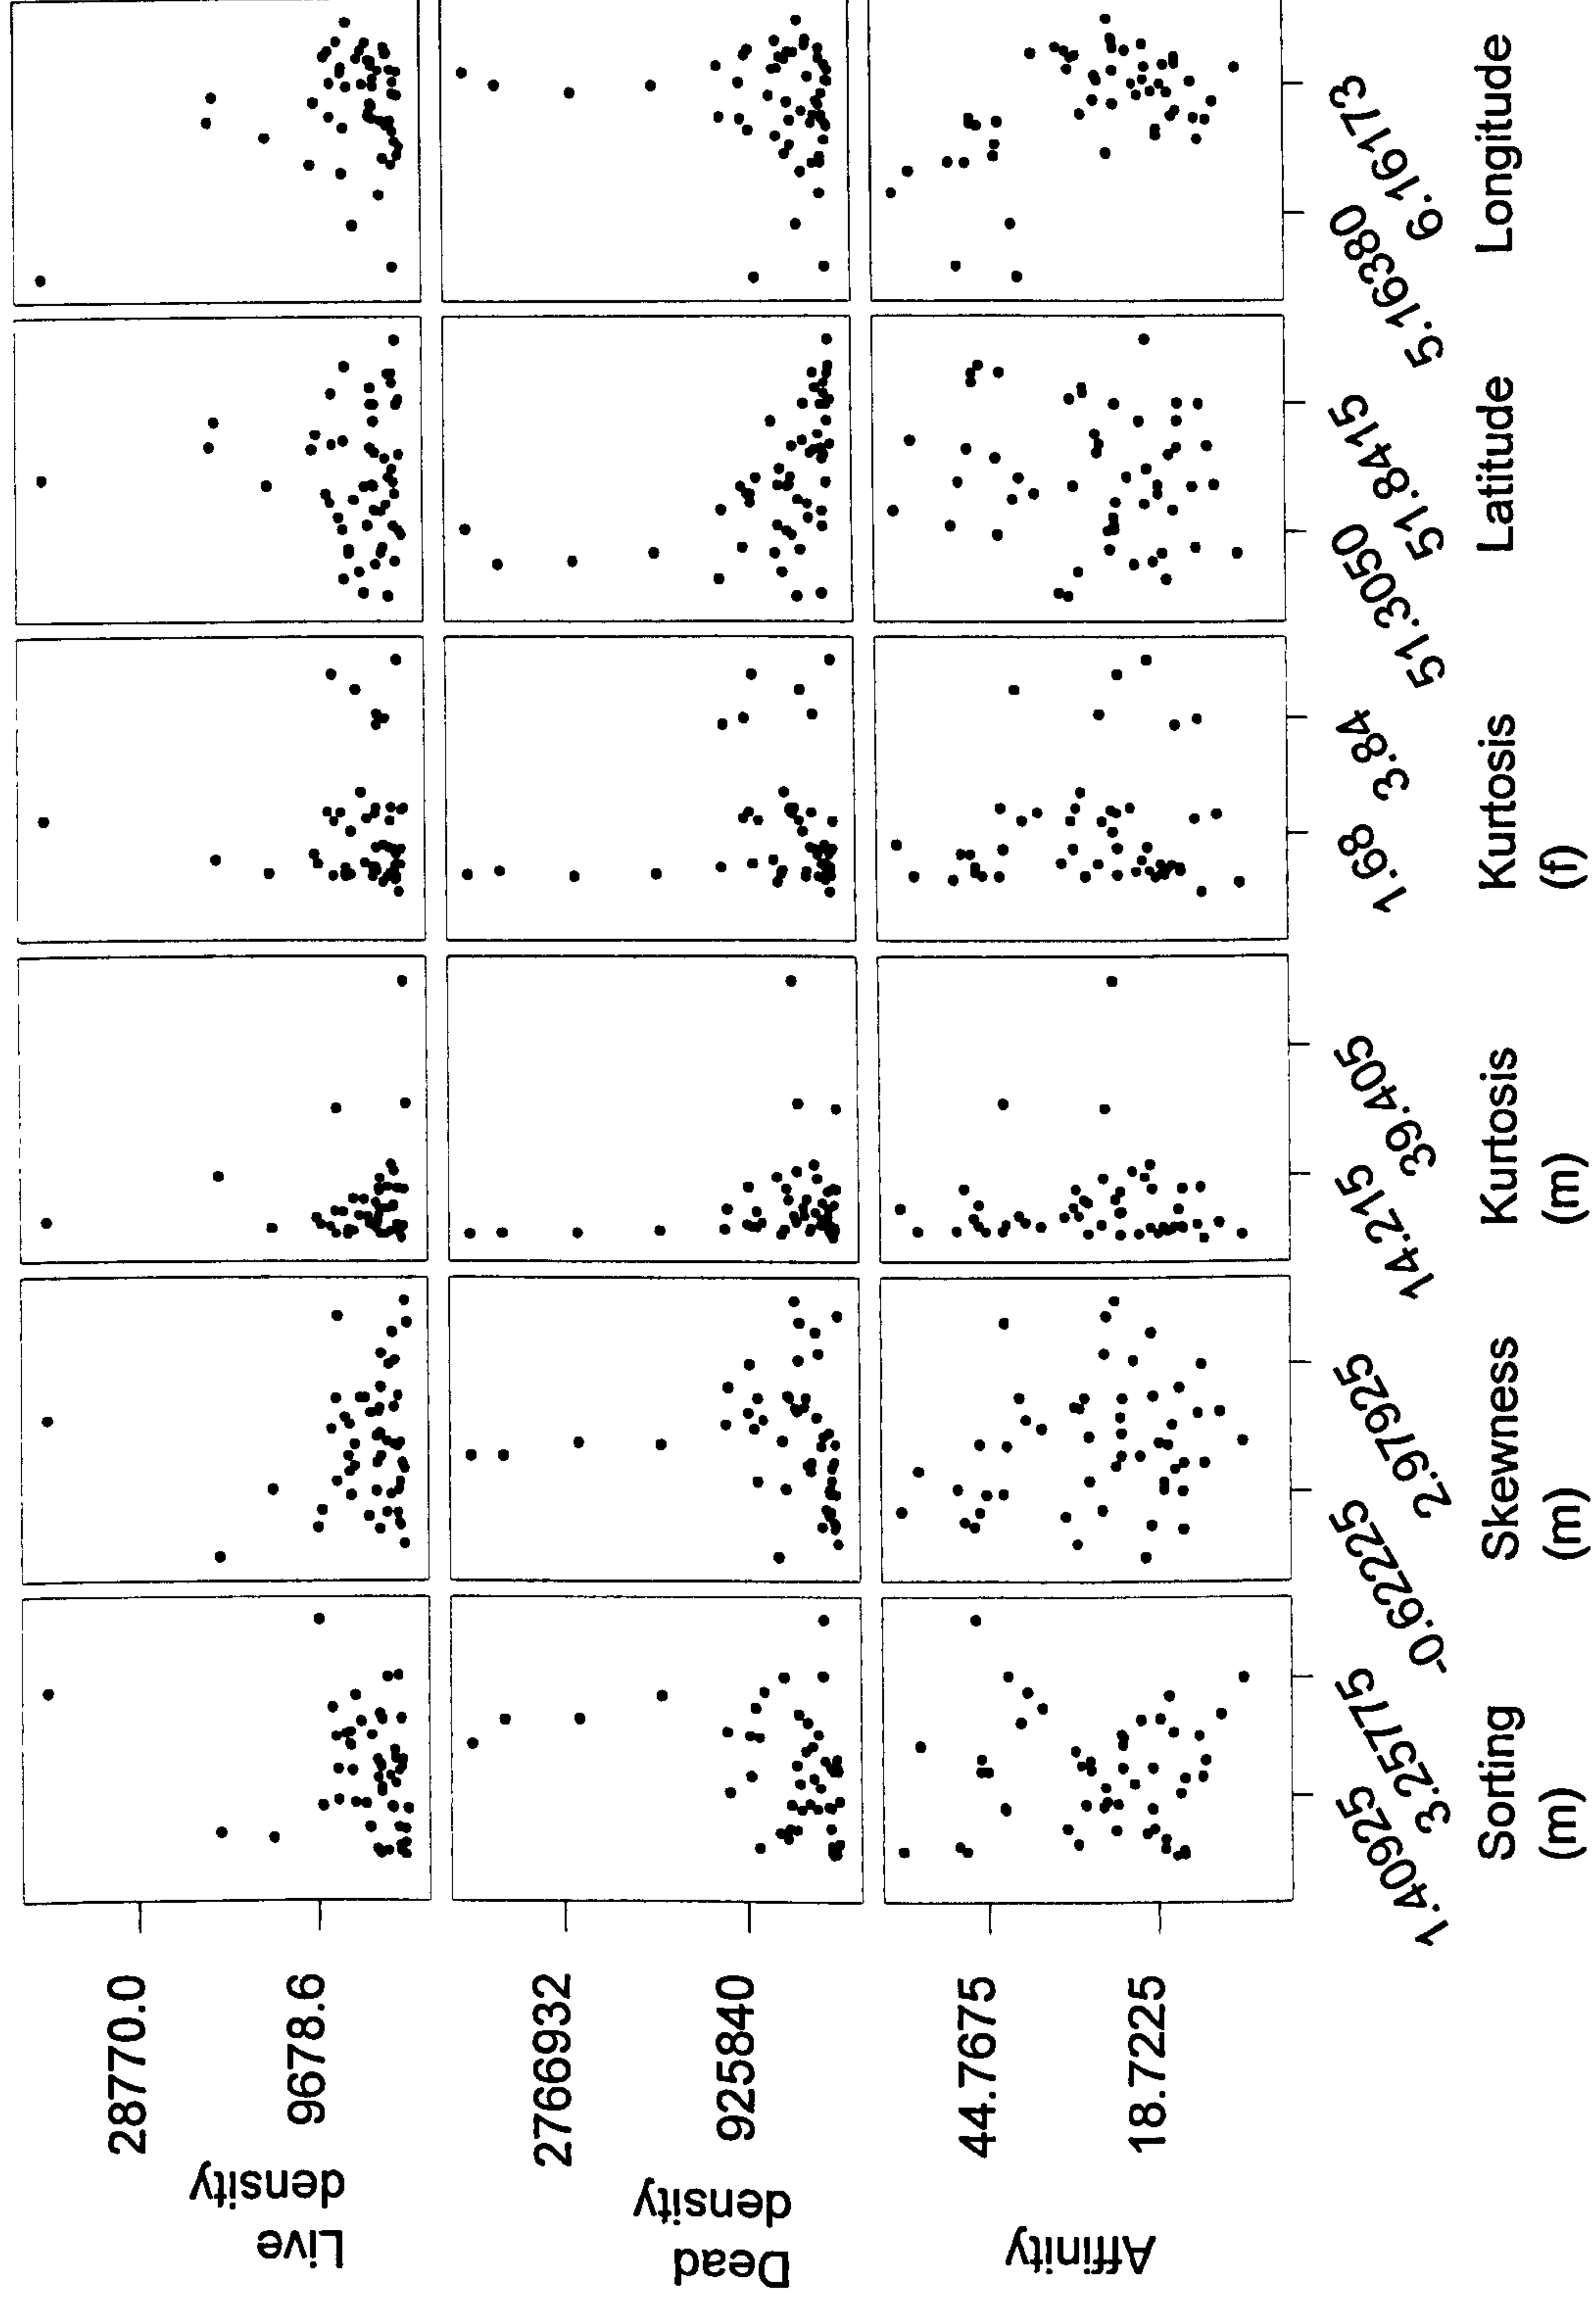 Live
density
28770.0
9678.6
Dead
density
2766932
925840
Affinity
44.7675
18.7225
1.40925
3.25775
-0.62225
2.97925
14.215
39.405
1.68
3.84
51.3050
51.8415
5.16380
6.16173
Sorting
(m)
Skewness
(m)
Kurtosis
(m)
Kurtosis
(f)
Latitude
Longitude